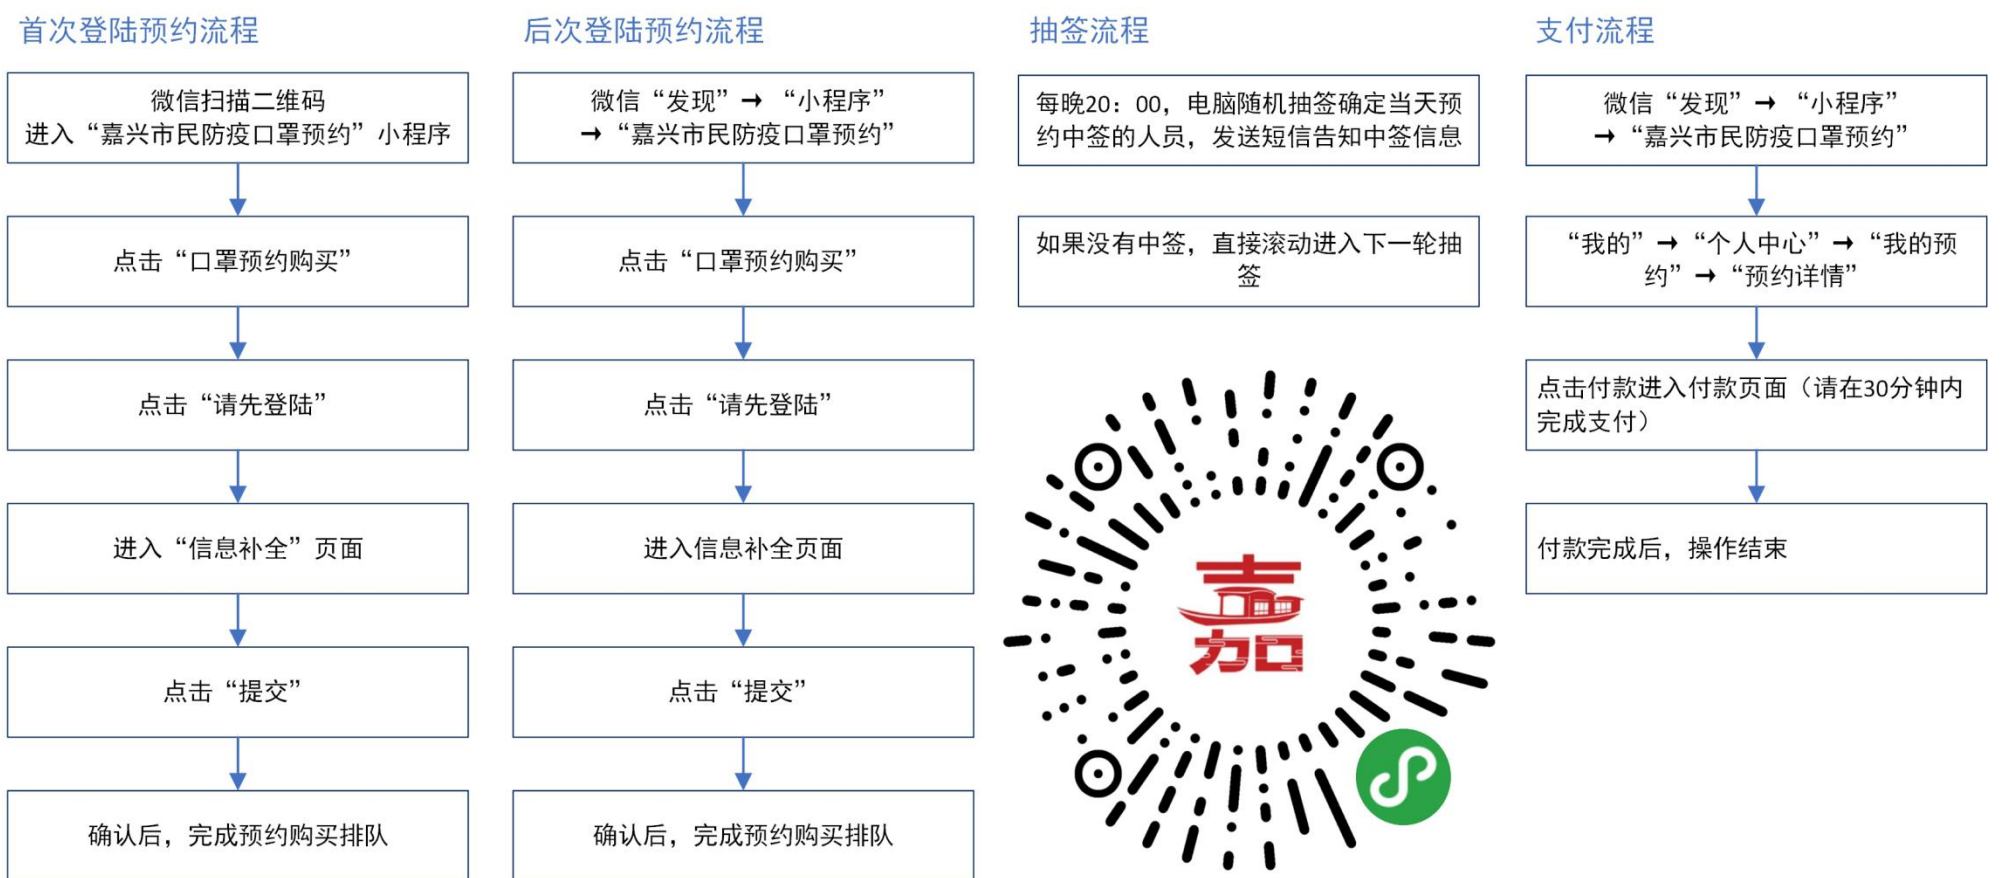 首次登陆预约流程
微信扫描二维码
进入“嘉兴市民防疫口罩预约”小程序
点击“口罩预约购买”
点击“请先登陆”
进入“信息补全”页面
点击“提交”
确认后，完成预约购买排队
后次登陆预约流程
微信“发现”→“小程序”
→“嘉兴市民防疫口罩预约”
点击“口罩预约购买”
点击“请先登陆”
进入信息补全页面
点击“提交”
确认后，完成预约购买排队
抽签流程
每晚20：00，电脑随机抽签确定当天预
约中签的人员，发送短信告知中签信息
如果没有中签，直接滚动进入下一轮抽
签
嘉
支付流程
微信“发现”→“小程序”
→“嘉兴市民防疫口罩预约”
“我的”→“个人中心”→“我的预
约”→“预约详情”
点击付款进入付款页面（请在30分钟内
完成支付）
付款完成后，操作结束